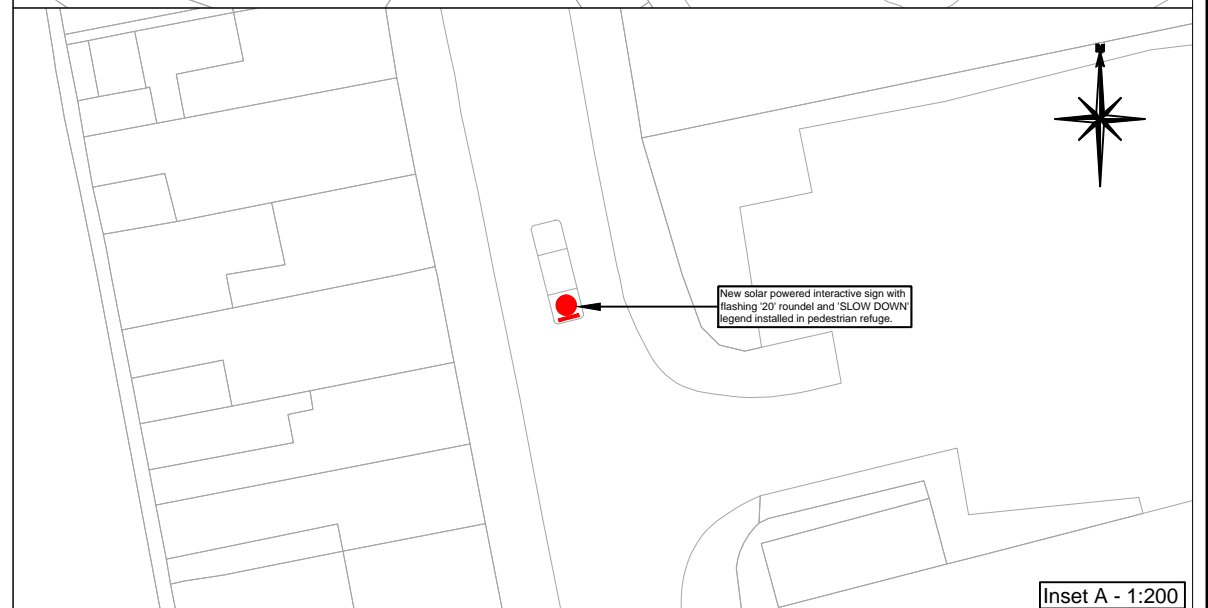 New solar powered interactive sign with
flashing '20' roundel and 'SLOW DOWN'
legend installed in pedestrian refuge.
Inset A - 1:200